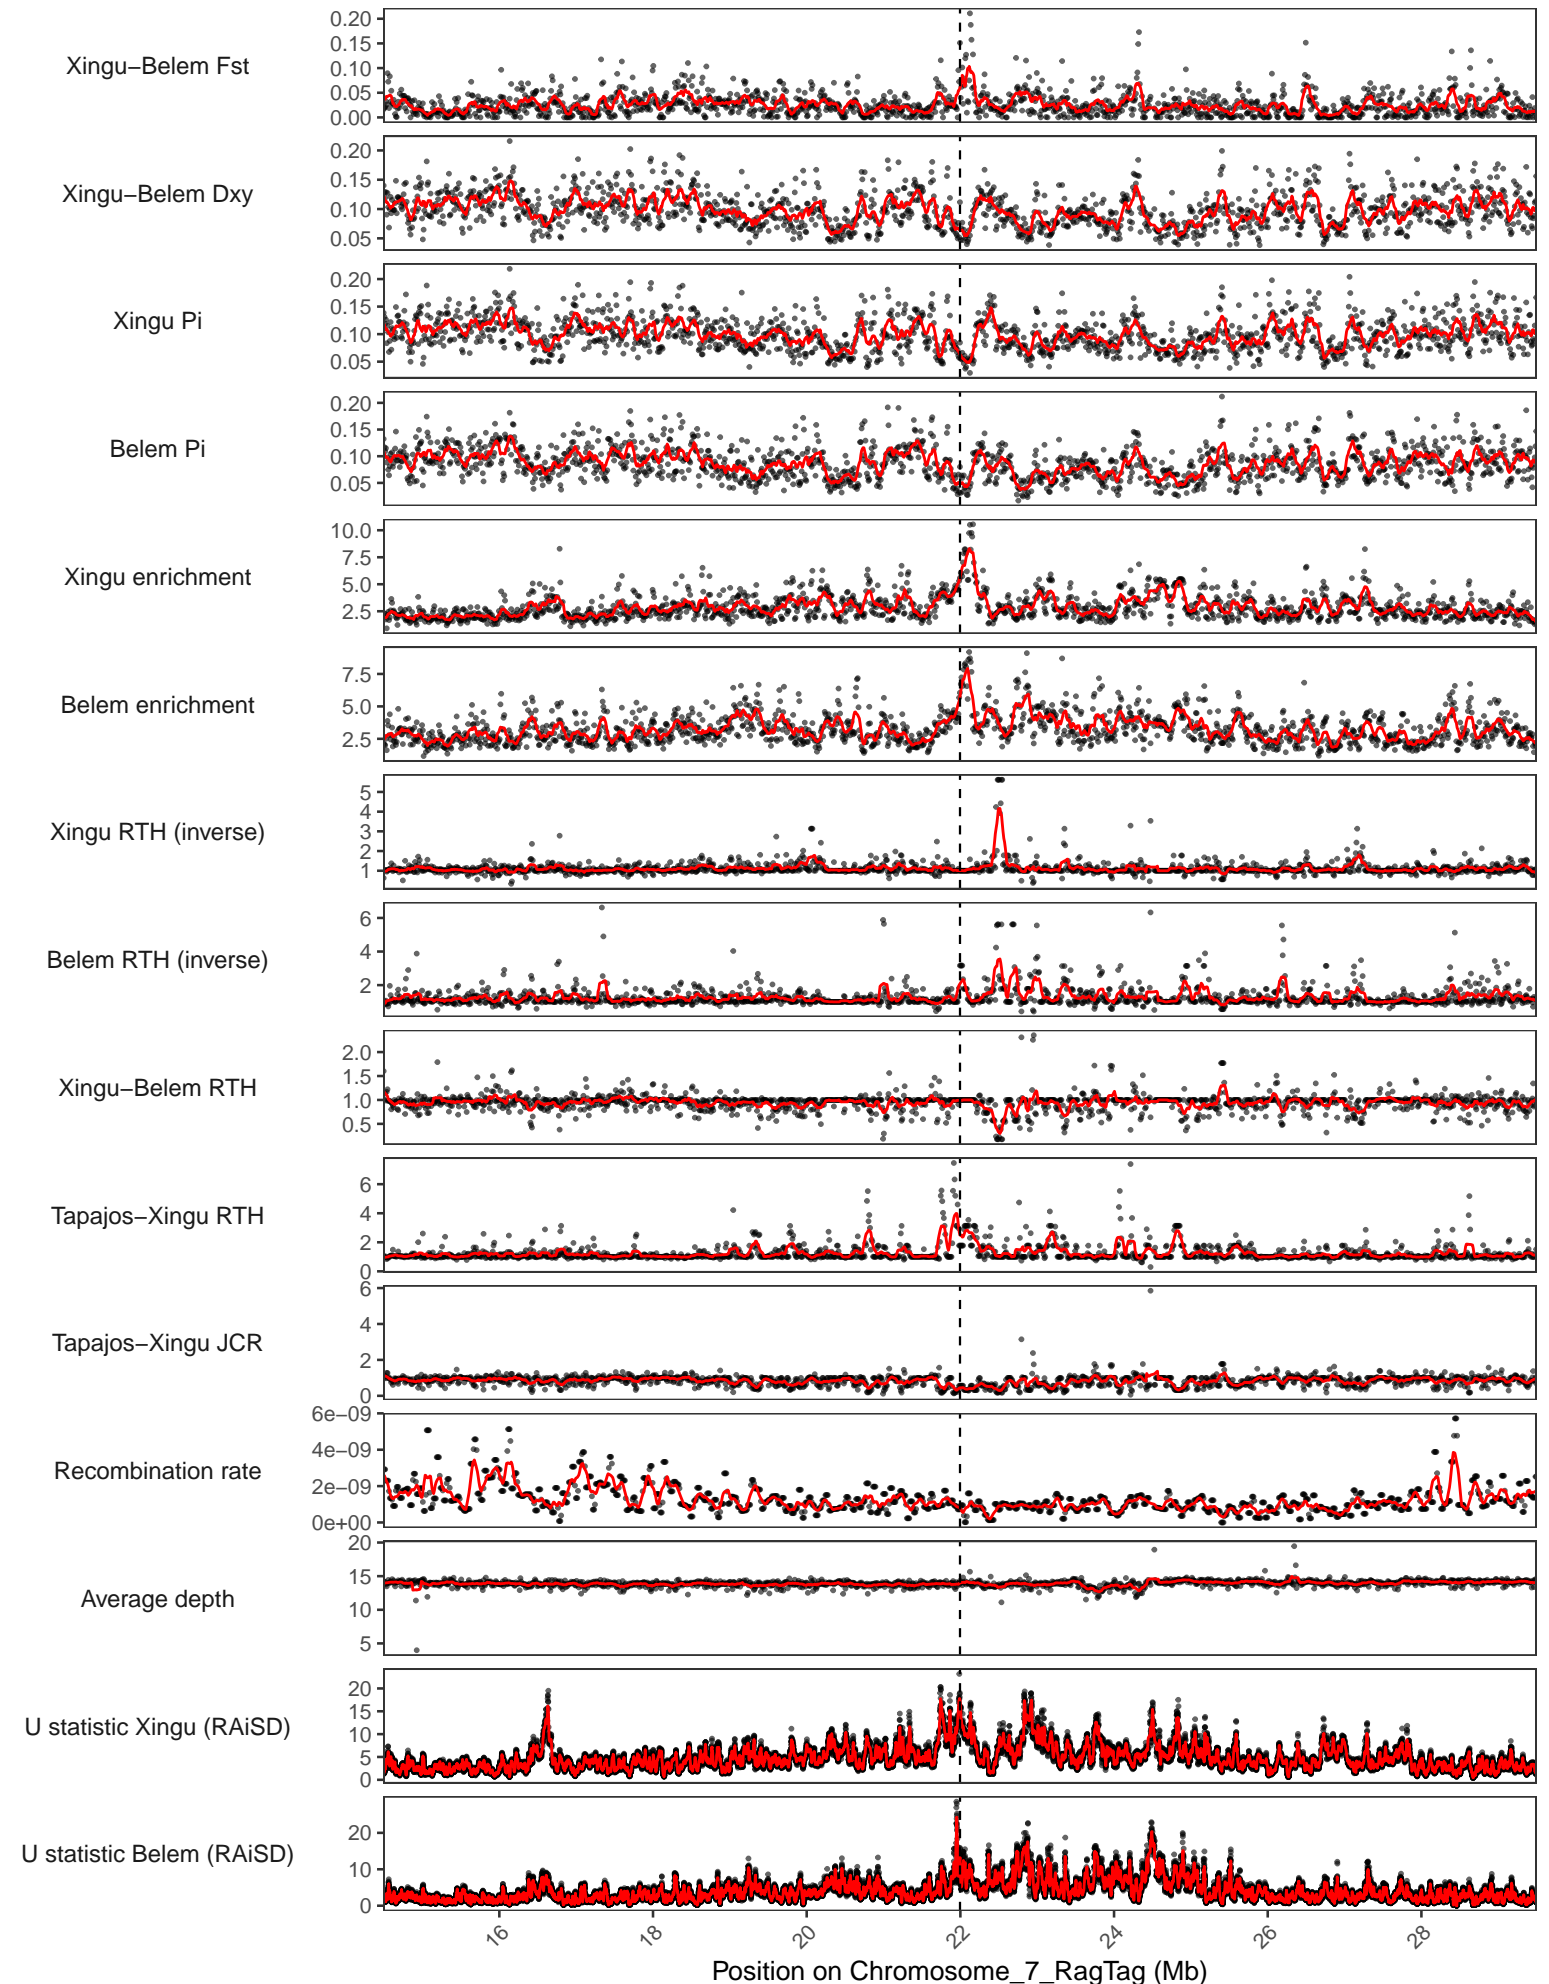 Xingu−Belem Fst
0.20
0.15
0.10
0.05
0.00
Xingu−Belem Dxy
0.20
0.15
0.10
0.05
Xingu Pi
0.20
0.15
0.10
0.05
Belem Pi
0.20
0.15
0.10
0.05
Xingu enrichment
10.0
7.5
5.0
2.5
Belem enrichment
7.5
5.0
2.5
Xingu RTH (inverse)
5
4
3
2
1
Belem RTH (inverse)
6
4
2
Xingu−Belem RTH
2.0
1.5
1.0
0.5
Tapajos−Xingu RTH
6
4
2
0
Tapajos−Xingu JCR
6
4
2
0
Recombination rate
6e−09
4e−09
2e−09
0e+00
Average depth
20
15
10
5
U statistic Xingu (RAiSD)
20
15
10
5
0
U statistic Belem (RAiSD)
20
10
0
16 18 20 22 24 26 28
Position on Chromosome_7_RagTag (Mb)